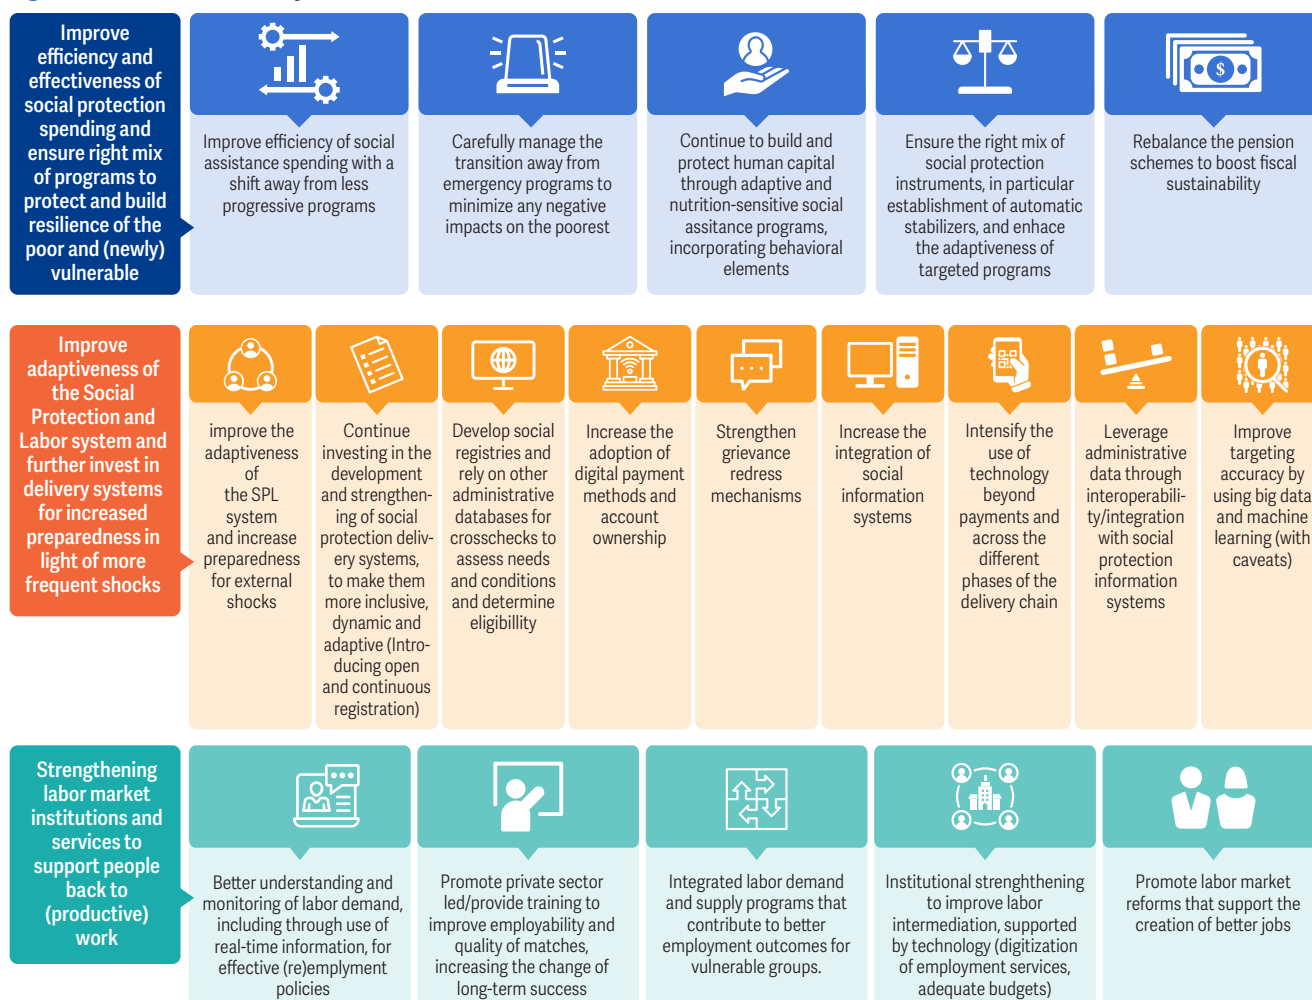 Improve
efficiency and
effectiveness of
social protection
spending and
ensure right mix
of programs to
protect and build
resilience of the
poor and (newly)
vulnerable
Improve efficiency of social
assistance spending with a
shift away from less
progressive programs
Carefully manage the
transition away from
emergency programs to
minimize any negative
impacts on the poorest
Continue to build and
protect human capital
through adaptive and
nutrition-sensitive social
assitance programs,
incorporating behavioral
elements
Ensure the right mix of
social protection
instruments, in particular
establishment of automatic
stabilizers, and enhace
the adaptiveness of
targeted programs
$
Rebalance the pension
schemes to boost fiscal
sustainability
Improve
adaptiveness of
the Social
Protection and
Labor system and
further invest in
delivery systems
for increased
preparedness in
light of more
frequent shocks
improve the
adaptiveness
of
the SPL
system
and increase
preparedness
for external
shocks
Continue
investing in the
development
and strengthen-
ing of social
protection deliv-
ery systems,
to make them
more inclusive,
dynamic and
adaptive (Intro-
ducing open
and continuous
registration)
Develop social
registries and
rely on other
administrative
databases for
crosschecks to
assess needs
and conditions
and determine
eligibillity
Increase the
adoption of
digital payment
methods and
account
ownership
Strengthen
grievance
redress
mechanisms
Increase the
integration of
social
information
systems
Intensify the
use of
technology
beyond
payments and
across the
different
phases of the
delivery chain
Leverage
administrative
data through
interoperabili-
ty/integration
with social
protection
information
systems
Improve
targeting
accuracy by
using big data
and machine
learning (with
caveats)
Strengthening
labor market
institutions and
services to
support people
back to
(productive)
work
Better understanding and
monitoring of labor demand,
including through use of
real-time information, for
effective (re)emplyment
policies
Promote private sector
led/provide training to
improve employability and
quality of matches,
increasing the change of
long-term success
Integrated labor demand
and supply programs that
contribute to better
employment outcomes for
vulnerable groups.
Institutional strenghthening
to improve labor
intermediation, supported
by technology (digitization
of employment services,
adequate budgets)
Promote labor market
reforms that support the
creation of better jobs